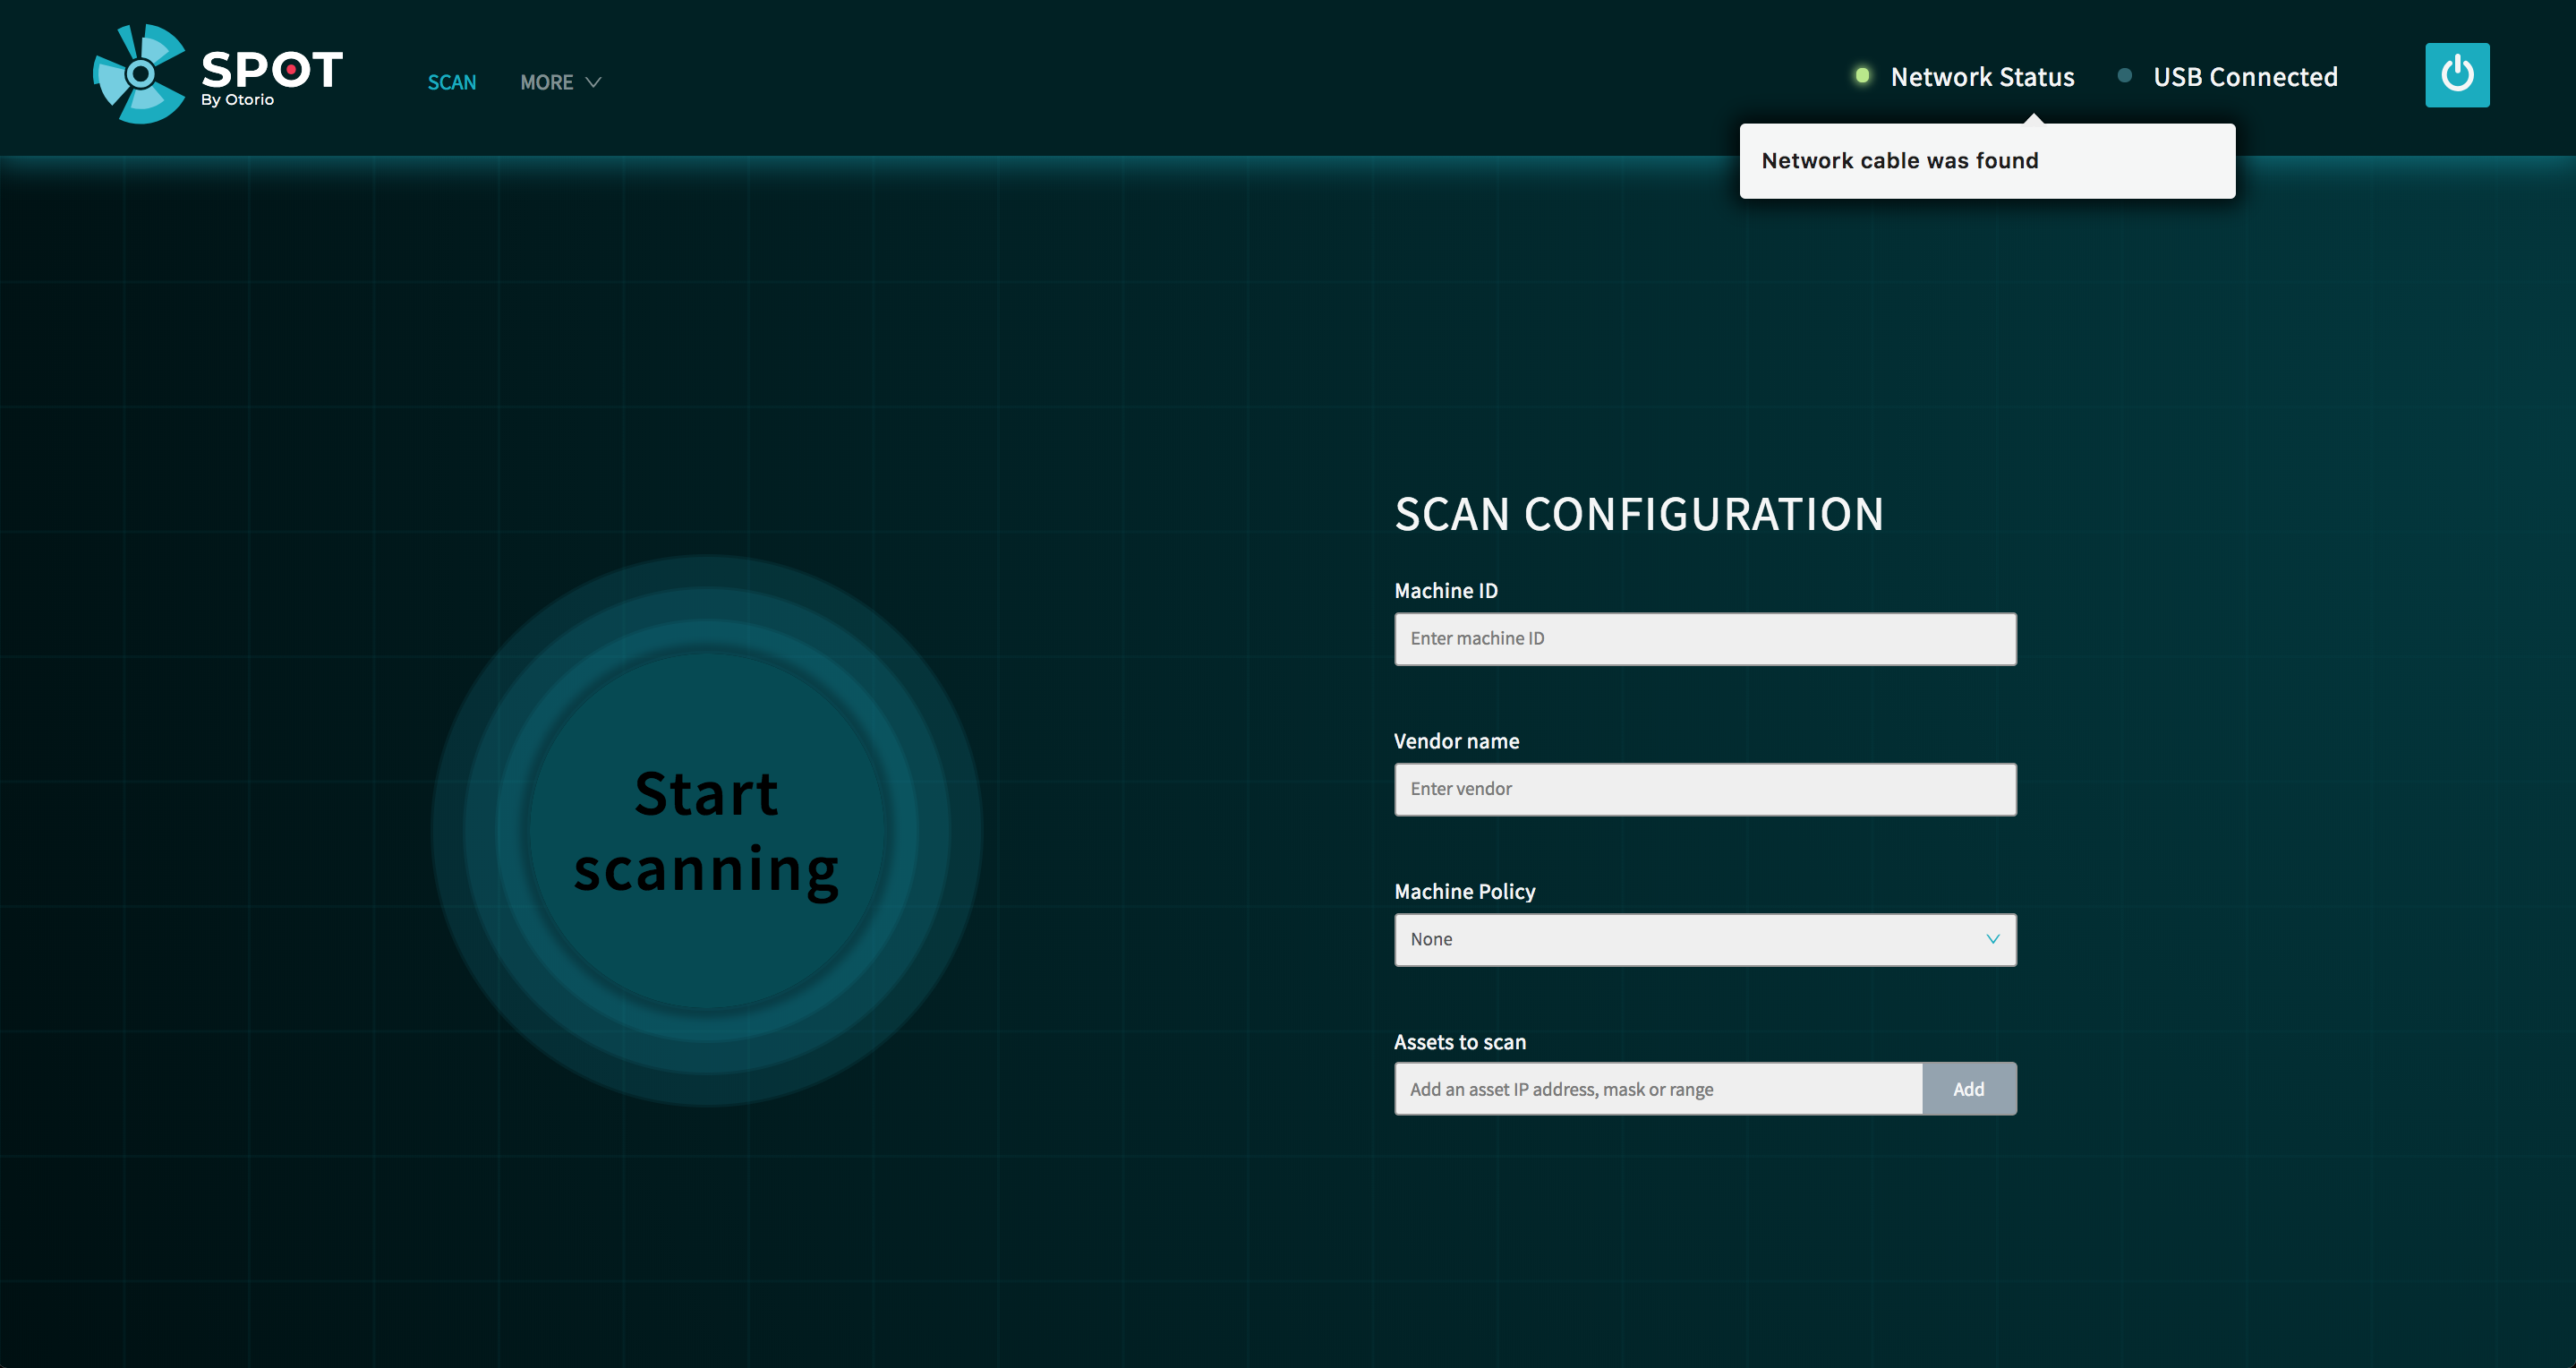 SPOT
By Otorio
SCAN
MORE
Network Status
USB Connected
Network cable was found
Start
scanning
SCAN CONFIGURATION
Machine ID
Enter machine ID
Vendor name
Enter vendor
Machine Policy
None
Assets to scan
Add an asset IP address, mask or range
Add